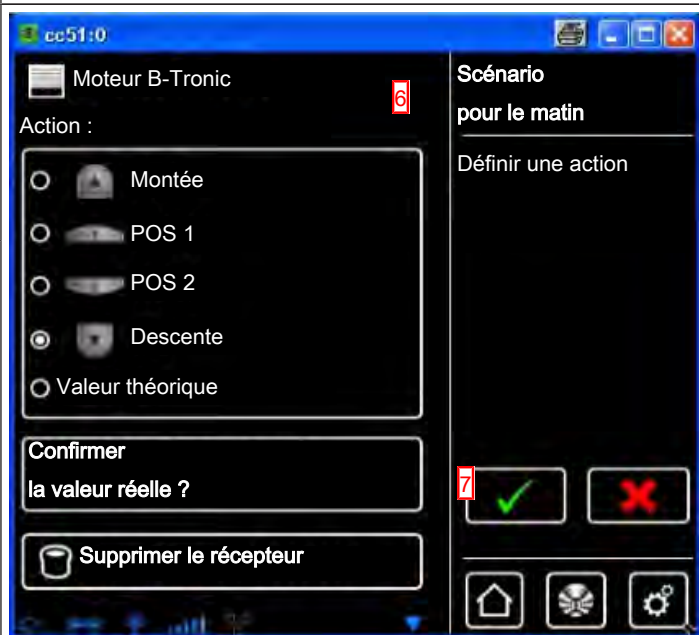 cc51:0
Moteur B-Tronic
6
Action :
Montée
POS 1
POS 2
Descente
Valeur théorique
Confirmer
la valeur réelle ?
Supprimer le récepteur
Scénario
pour le matin
Définir une action
7